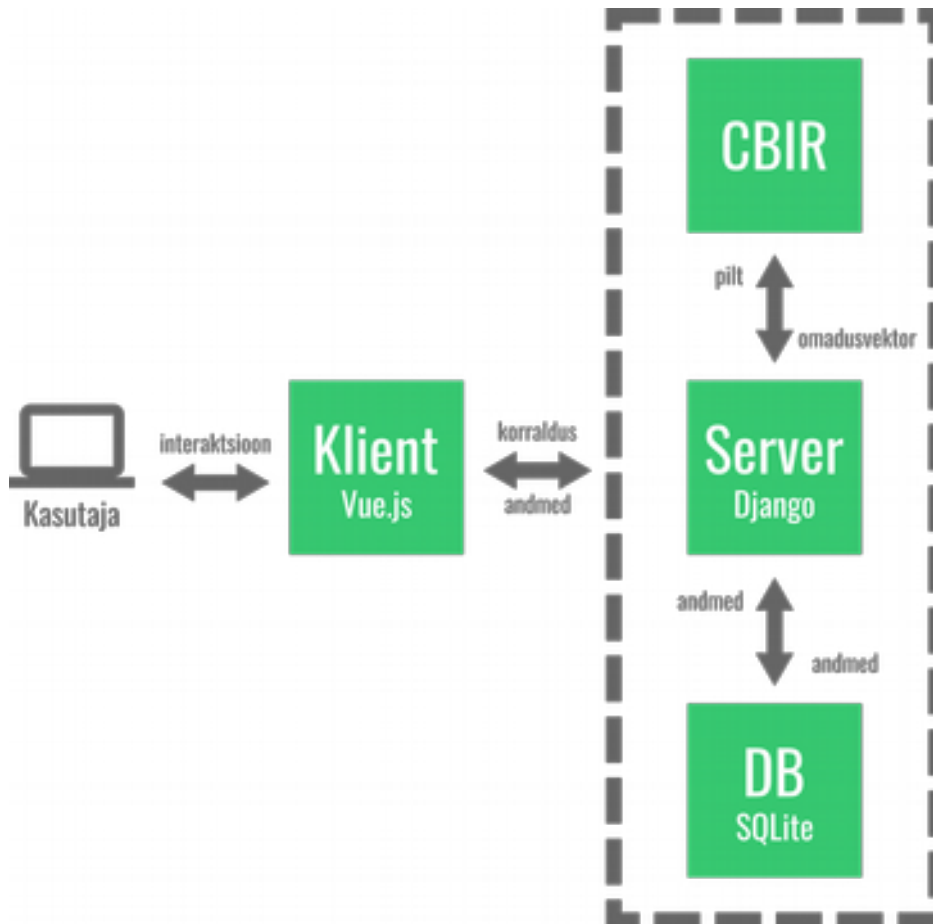 CBIR
pilt
omadusvektor
Kasutaja
interaktsioon
Klient
Vue.js
korraldus
andmed
Server
Django
andmed
andmed
DB
SQLite